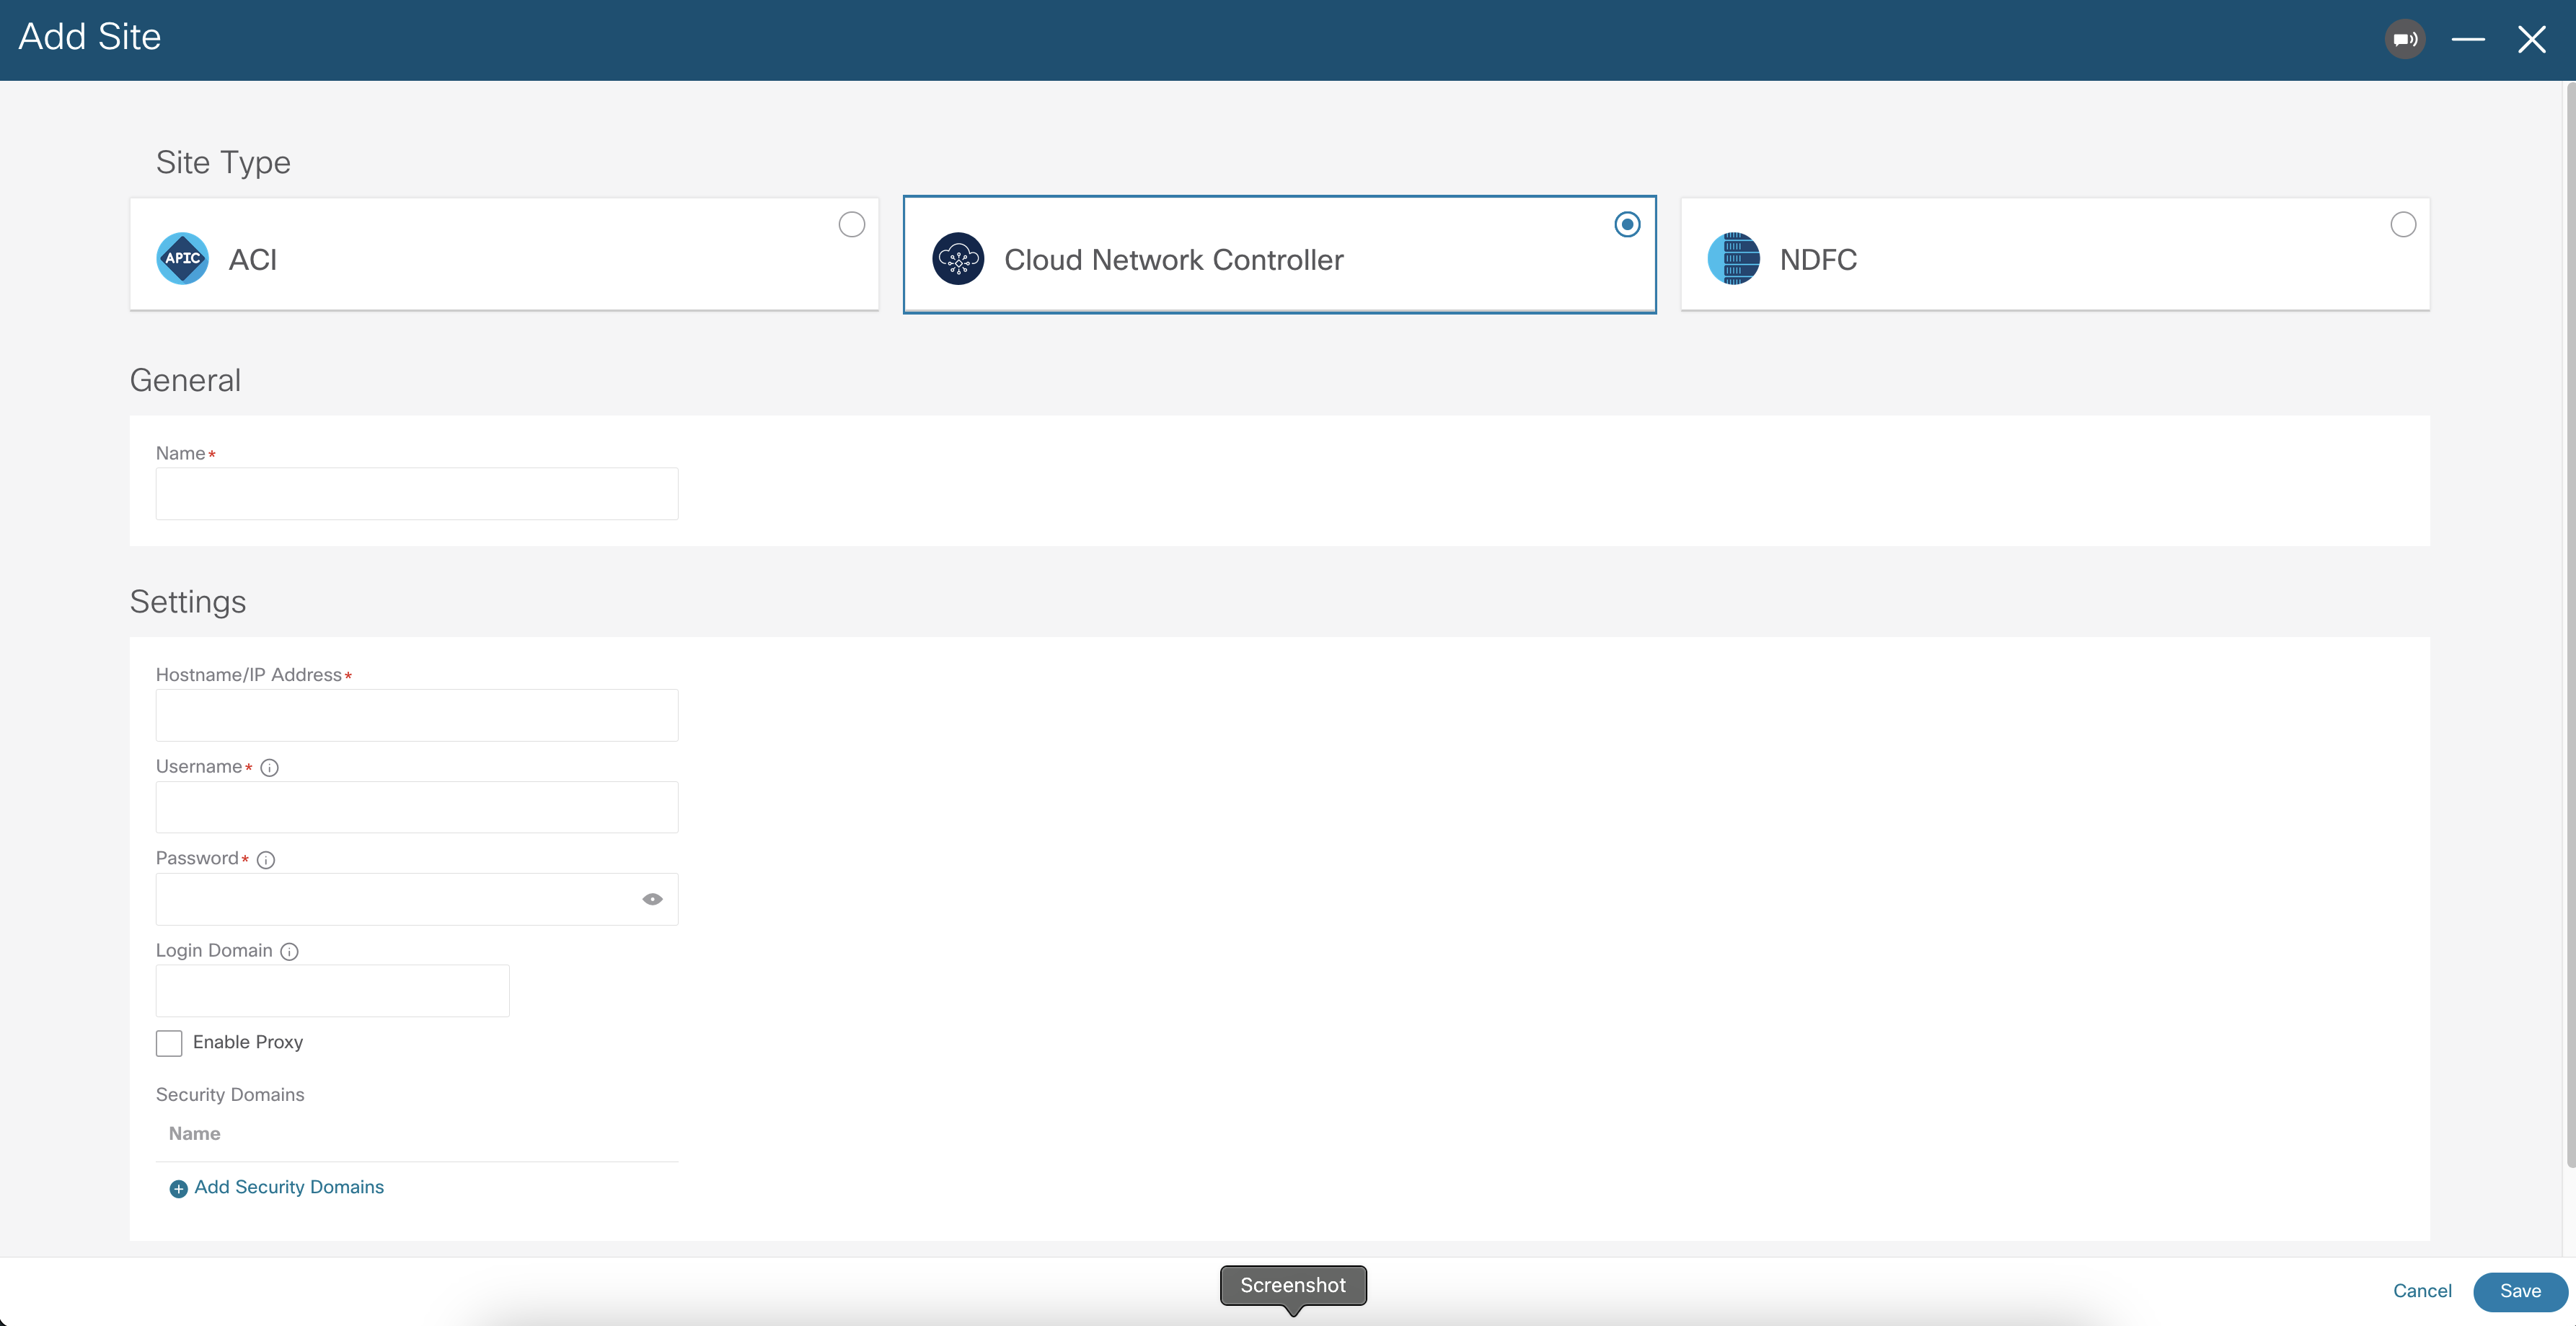 Add Site
Site Type
APIC ACI
Cloud Network Controller
NDFC
General
Name*
Settings
Hostname/IP Address*
Username*
Password*
Login Domain
Enable Proxy
Security Domains
Name
Add Security Domains
Screenshot
Cancel
Save